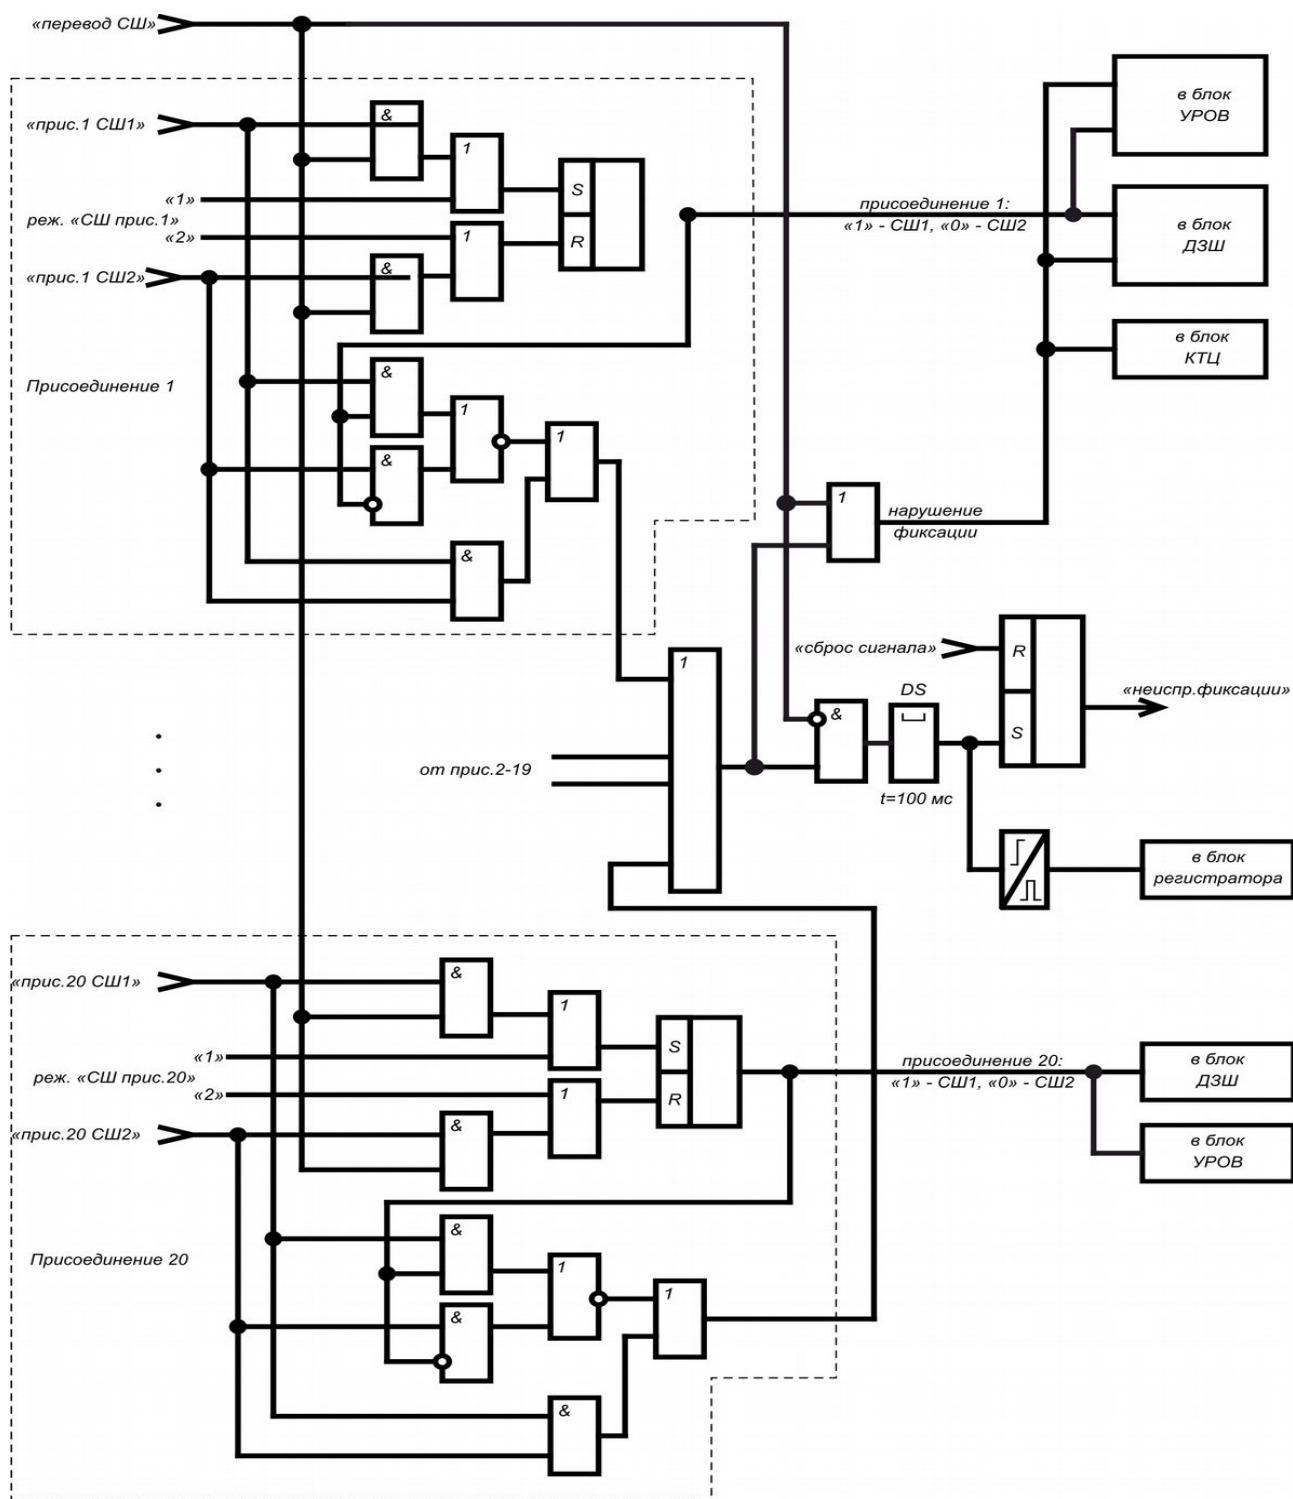 «перевод СШ»
«прис.1 СШ1»
&
1
S
«1»
реж. «СШ прис.1»
«2»
1
R
«прис.1 СШ2»
&
Присоединение 1
&
1
&
1
&
присоединение 1:
«1» - СШ1, «0» - СШ2
в блок
УРОВ
в блок
ДЗШ
в блок
КТЦ
1
нарушение
фиксации
«сброс сигнала»
R
S
«неиспр.фиксации»
1
от прис.2-19
&
DS
t=100 мс
в блок
регистратора
«прис.20 СШ1»
&
1
S
«1»
реж. «СШ прис.20»
«2»
1
R
«прис.20 СШ2»
&
присоединение 20:
«1» - СШ1, «0» - СШ2
в блок
ДЗШ
в блок
УРОВ
Присоединение 20
&
1
&
1
&